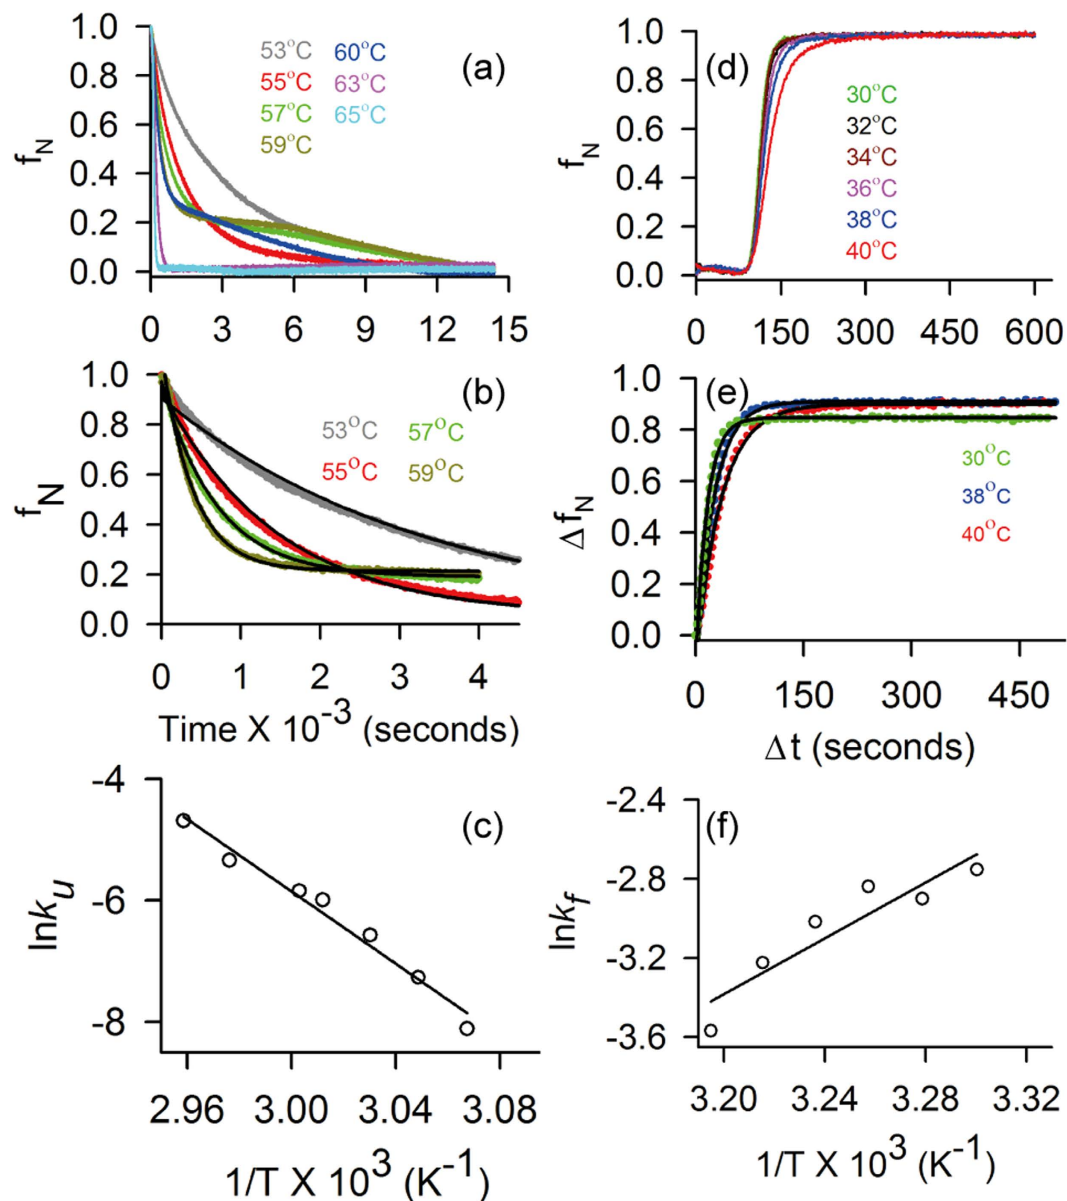 (a)
53°C 60°C
55°C 63°C
57°C 65°C
59°C
f_N
1.0
0.8
0.6
0.4
0.2
0.0
0 3 6 9 12 15
(d)
30°C
32°C
34°C
36°C
38°C
40°C
f_N
1.0
0.8
0.6
0.4
0.2
0.0
0 150 300 450 600
(b)
53°C 57°C
55°C 59°C
f_N
1.0
0.8
0.6
0.4
0.2
0.0
0 1 2 3 4
Time X 10^-3 (seconds)
(e)
30°C
38°C
40°C
Δf_N
1.0
0.8
0.6
0.4
0.2
0.0
0 150 300 450
Δt (seconds)
(c)
lnk_u
-4
-6
-8
2.96 3.00 3.04 3.08
1/T X 10^3 (K^-1)
(f)
lnk_f
-2.4
-2.8
-3.2
-3.6
3.20 3.24 3.28 3.32
1/T X 10^3 (K^-1)